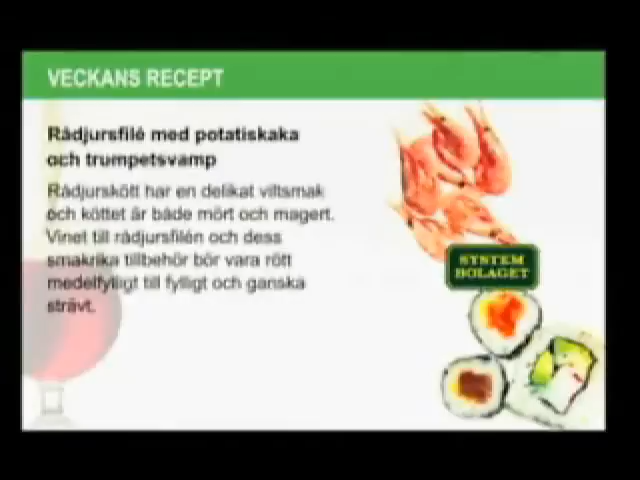 VECKANS RECEPT
Rådjursfilé med potatiskaka
och trumpetsvamp
Rådjurskött har en delikat viltsmak
och köttet är både mört och magert.
Vinet till rådjursfilén och dess
smakrika tillbehör bör vara rött
medelfylligt till fylligt och ganska
strävt.
SYSTEM
BOLAGET